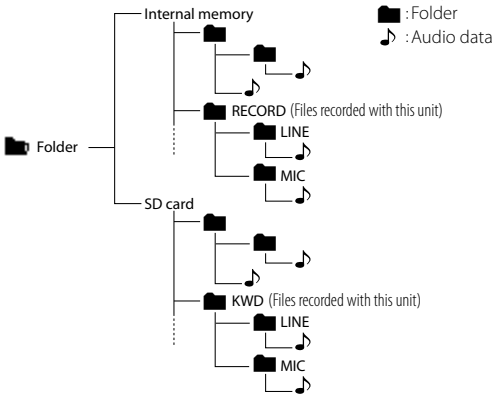 Internal memory
: Folder
: Audio data
RECORD (Files recorded with this unit)
LINE
MIC
Folder
SD card
KWD (Files recorded with this unit)
LINE
MIC